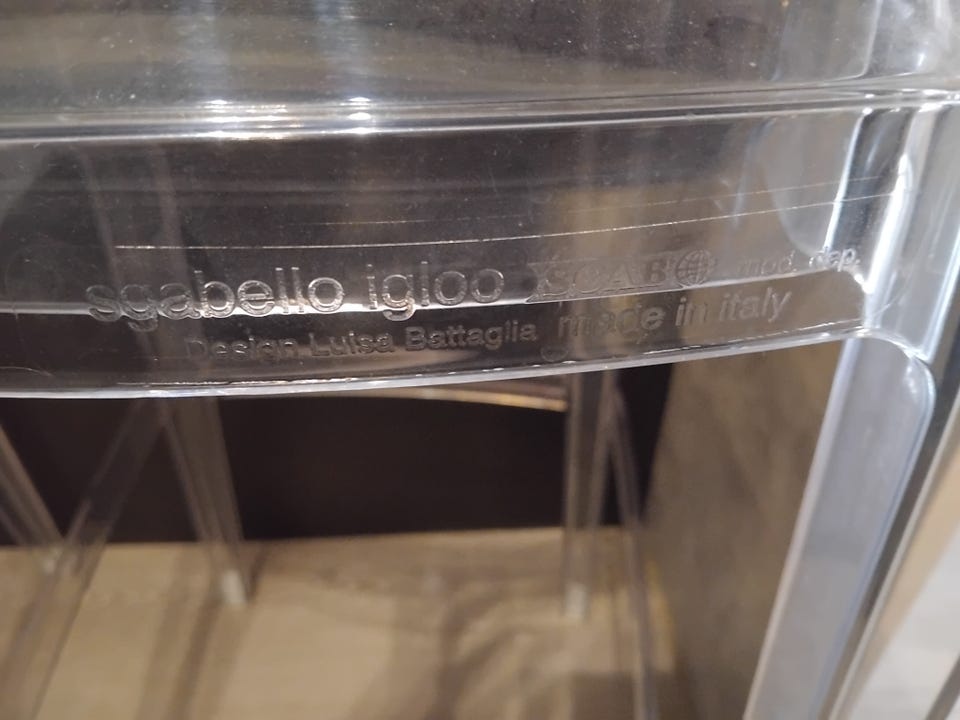 sgabello igloo SCAB mod. dep.
Design Luisa Battaglia made in italy